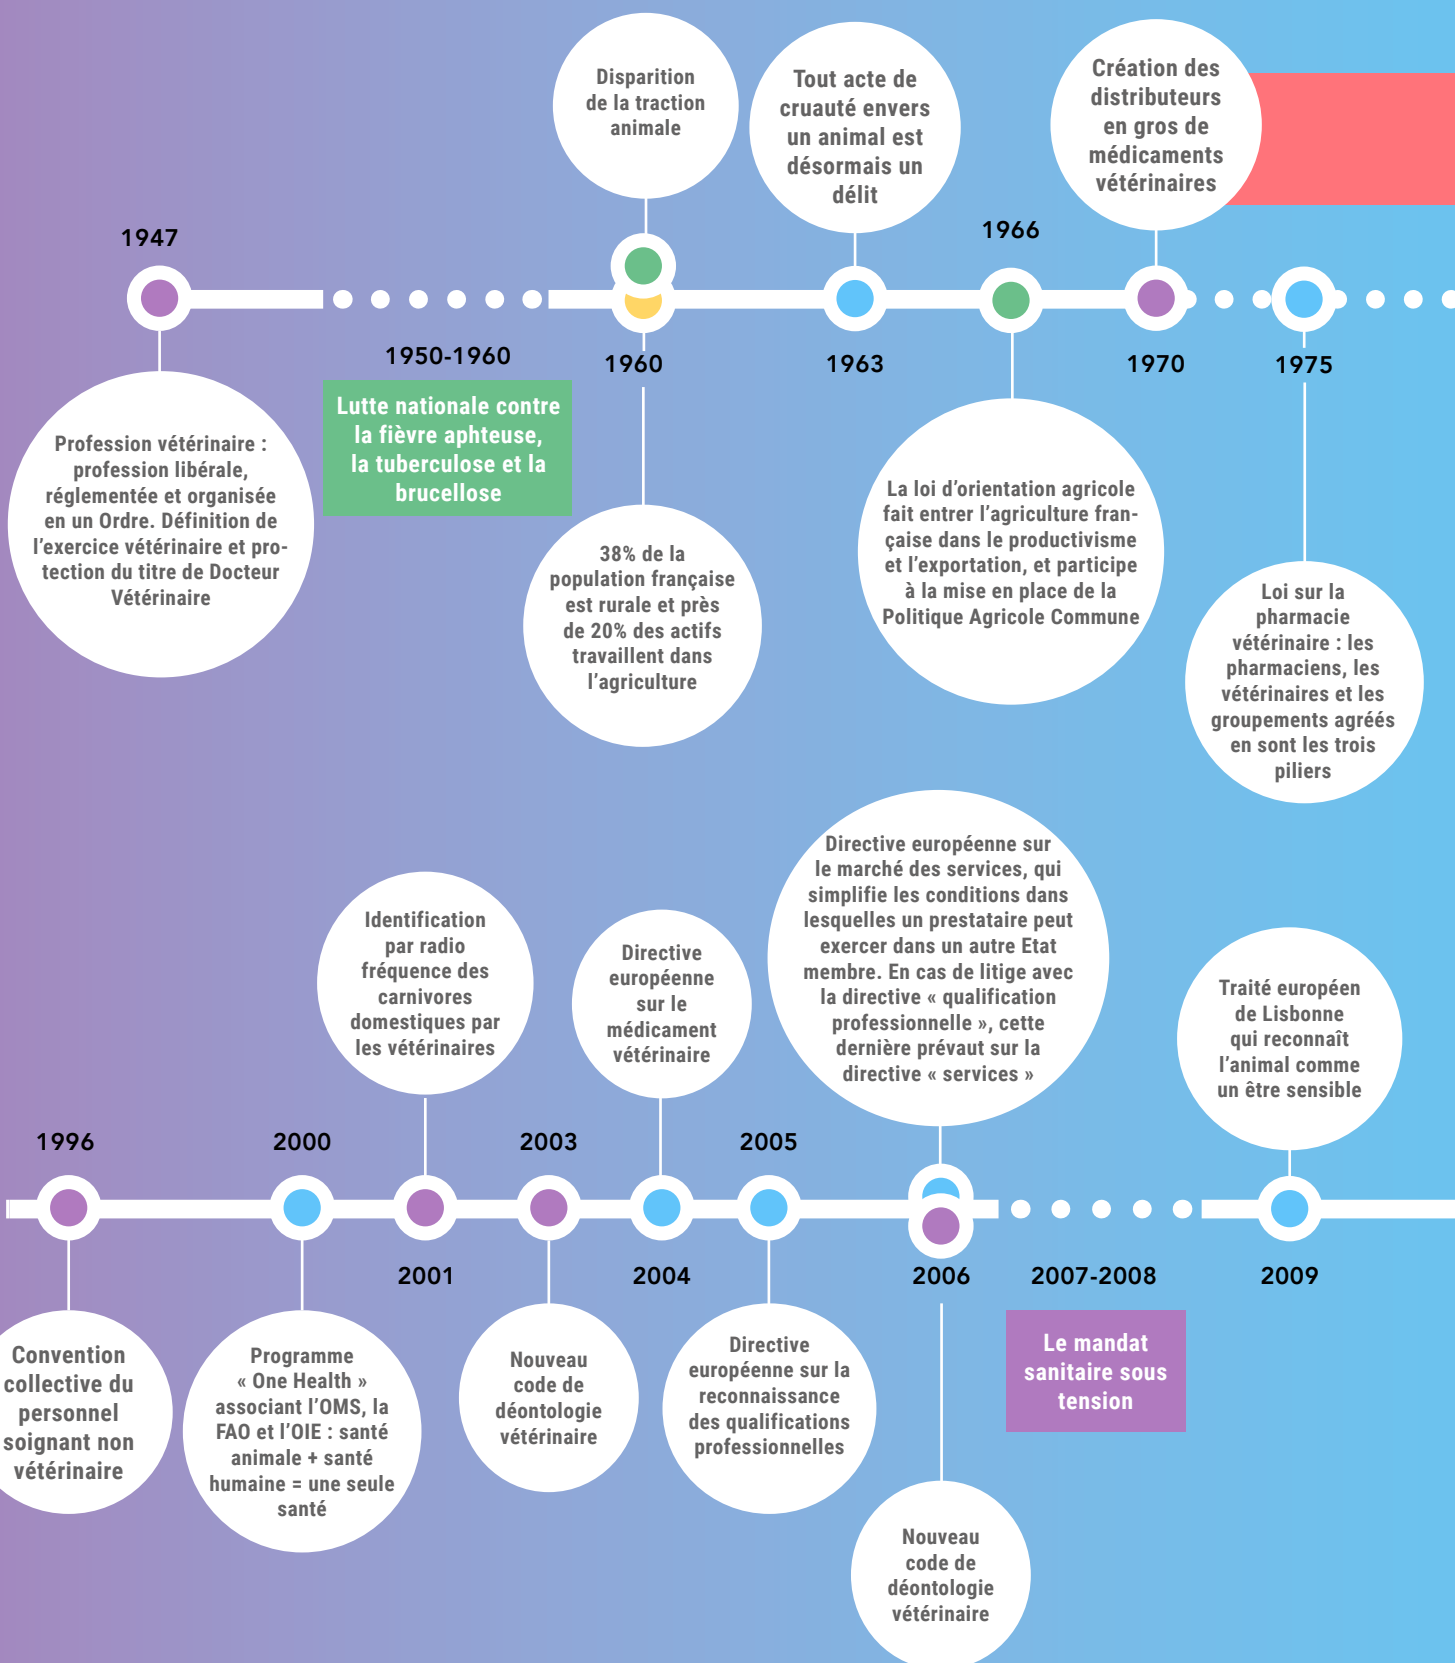 1947
Profession vétérinaire :
profession libérale,
réglementée et organisée
en un Ordre. Définition de
l’exercice vétérinaire et pro-
tection du titre de Docteur
Vétérinaire
1950-1960
Lutte nationale contre
la fièvre aphteuse,
la tuberculose et la
brucellose
Disparition
de la traction
animale
1960
38% de la
population française
est rurale et près
de 20% des actifs
travaillent dans
l’agriculture
Tout acte de
cruauté envers
un animal est
désormais un
délit
1963
1966
La loi d’orientation agricole
fait entrer l’agriculture fran-
çaise dans le productivisme
et l’exportation, et participe
à la mise en place de la
Politique Agricole Commune
Création des
distributeurs
en gros de
médicaments
vétérinaires
1970
1975
Loi sur la
pharmacie
vétérinaire : les
pharmaciens, les
vétérinaires et les
groupements agréés
en sont les trois
piliers
1996
Convention
collective du
personnel
soignant non
vétérinaire
2000
Programme
« One Health »
associant l’OMS, la
FAO et l’OIE : santé
animale + santé
humaine = une seule
santé
Identification
par radio
fréquence des
carnivores
domestiques par
les vétérinaires
2001
2003
Nouveau
code de
déontologie
vétérinaire
Directive
européenne
sur le
médicament
vétérinaire
2004
2005
Directive
européenne sur la
reconnaissance
des qualifications
professionnelles
Directive européenne sur
le marché des services, qui
simplifie les conditions dans
lesquelles un prestataire peut
exercer dans un autre Etat
membre. En cas de litige avec
la directive « qualification
professionnelle », cette
dernière prévaut sur la
directive « services »
2006
Nouveau
code de
déontologie
vétérinaire
2007-2008
Le mandat
sanitaire sous
tension
Traité européen
de Lisbonne
qui reconnaît
l’animal comme
un être sensible
2009